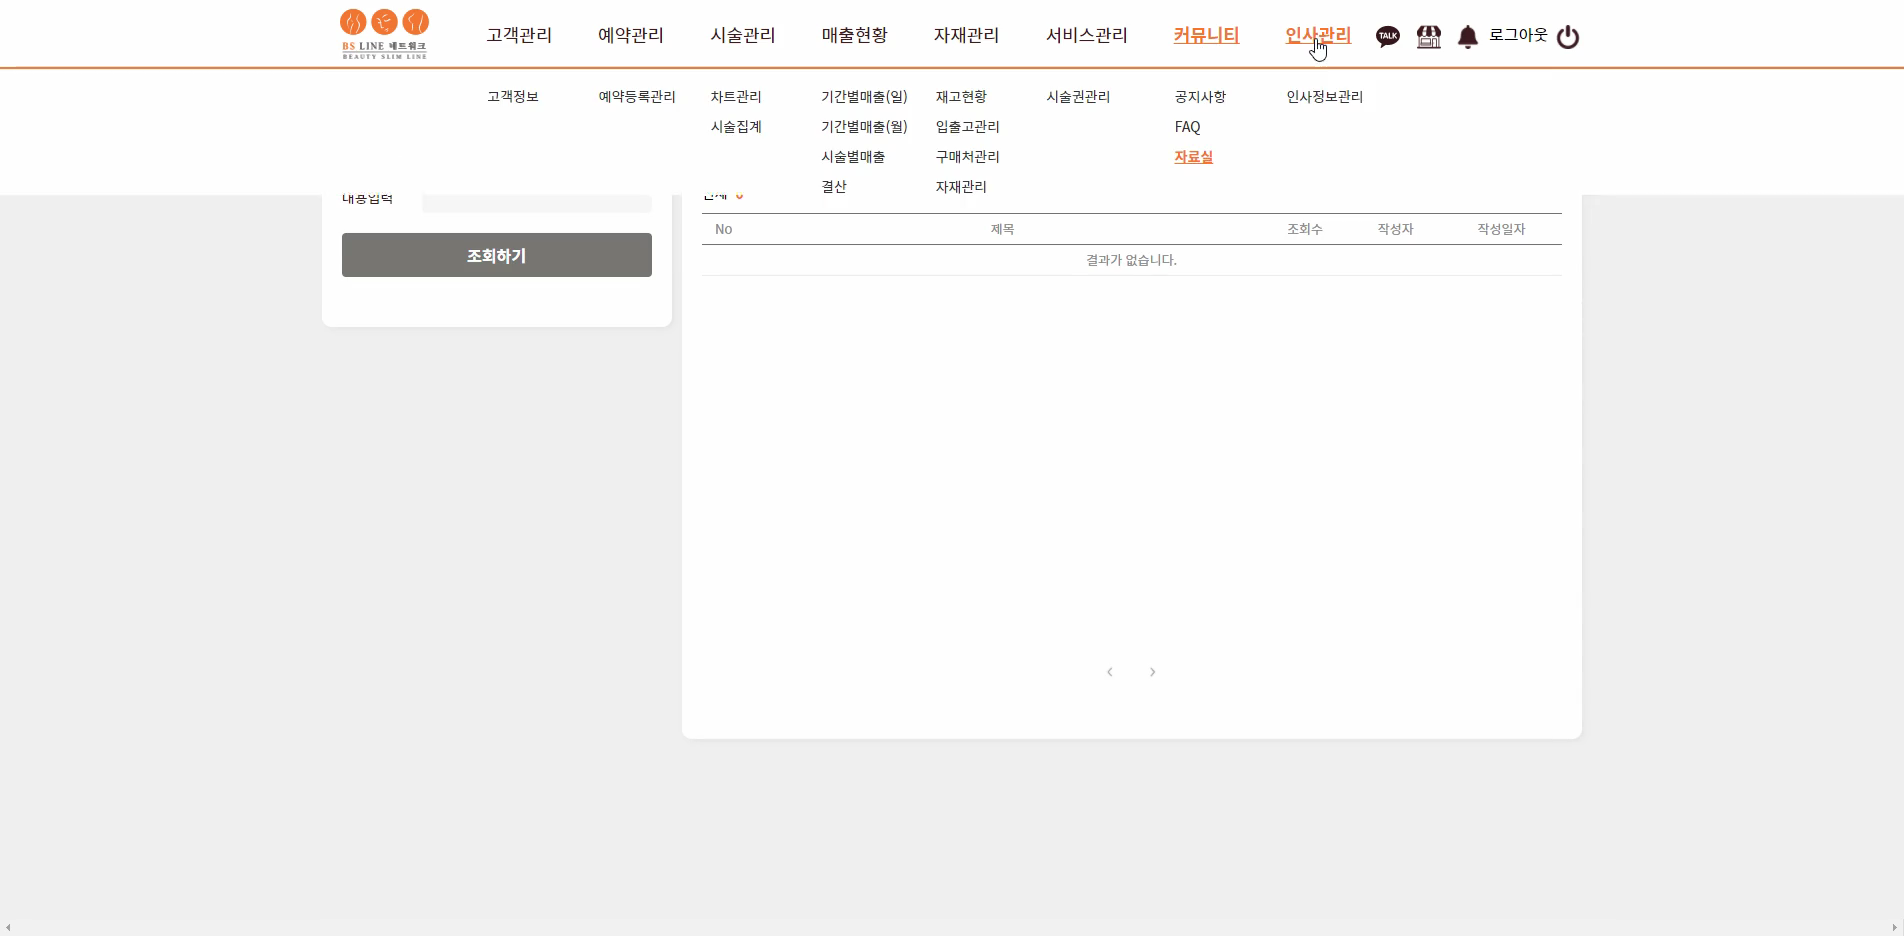 BS LINE 네트워크
BEAUTY SLIM LINE
고객관리 예약관리 시술관리 매출현황 자재관리 서비스관리 커뮤니티 인사관리 TALK 로그아웃
고객정보 예약등록관리 차트관리 기간별매출(일) 재고현황 시술권관리 공지사항 인사정보관리
시술집계 기간별매출(월) 입출고관리 FAQ
시술별매출 구매처관리 자료실
결산 자재관리
내용입력
No 제목 조회수 작성자 작성일자
조회하기 결과가 없습니다.